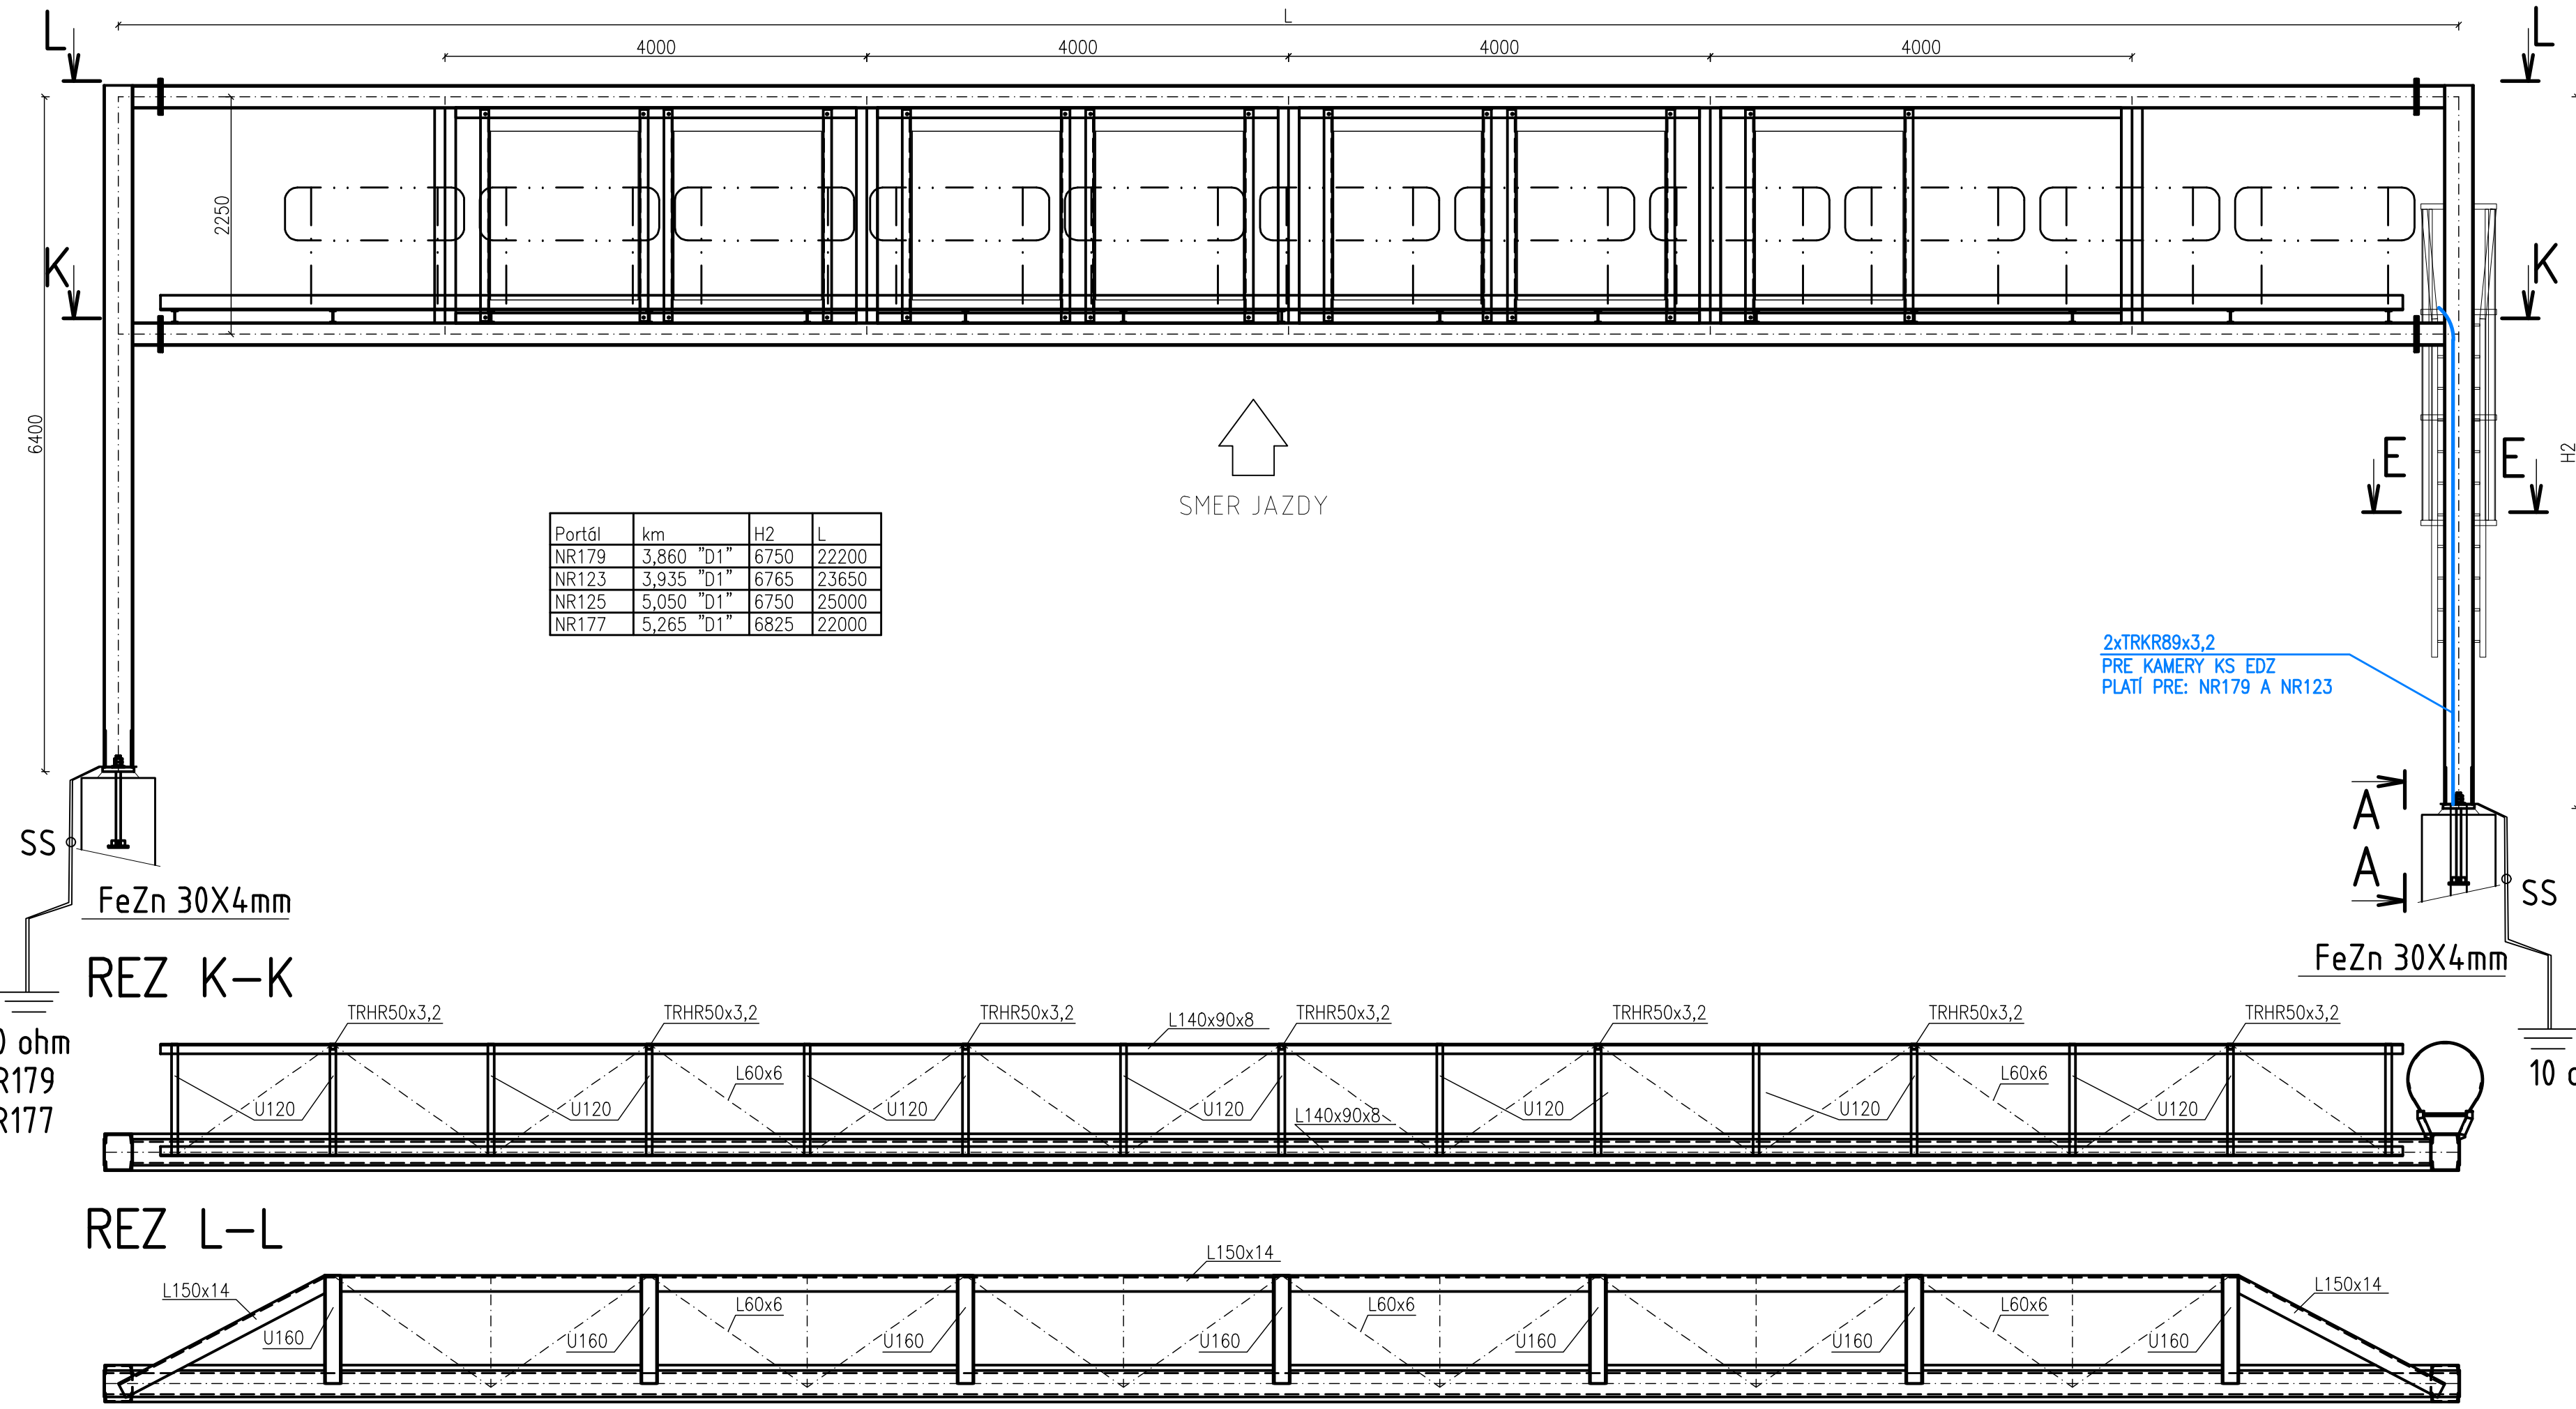 L
L
L
4000
4000
4000
4000
2250
K
K
6400
H2
E
E
SMER JAZDY
Portál km H2 L
NR179 3,860 "D1" 6750 22200
NR123 3,935 "D1" 6765 23650
NR125 5,050 "D1" 6750 25000
NR177 5,265 "D1" 6825 22000
2xTRKR89x3,2
PRE KAMERY KS EDZ
PLATÍ PRE: NR179 A NR123
A
A
SS
SS
FeZn 30X4mm
FeZn 30X4mm
REZ K-K
0 ohm
R179
R177
10 o
TRHR50x3,2
TRHR50x3,2
TRHR50x3,2
L140x90x8
TRHR50x3,2
TRHR50x3,2
TRHR50x3,2
TRHR50x3,2
L60x6
L60x6
U120
U120
U120
U120
L140x90x8
U120
U120
U120
REZ L-L
L150x14
L150x14
L150x14
L60x6
L60x6
L60x6
U160
U160
U160
U160
U160
U160
U160